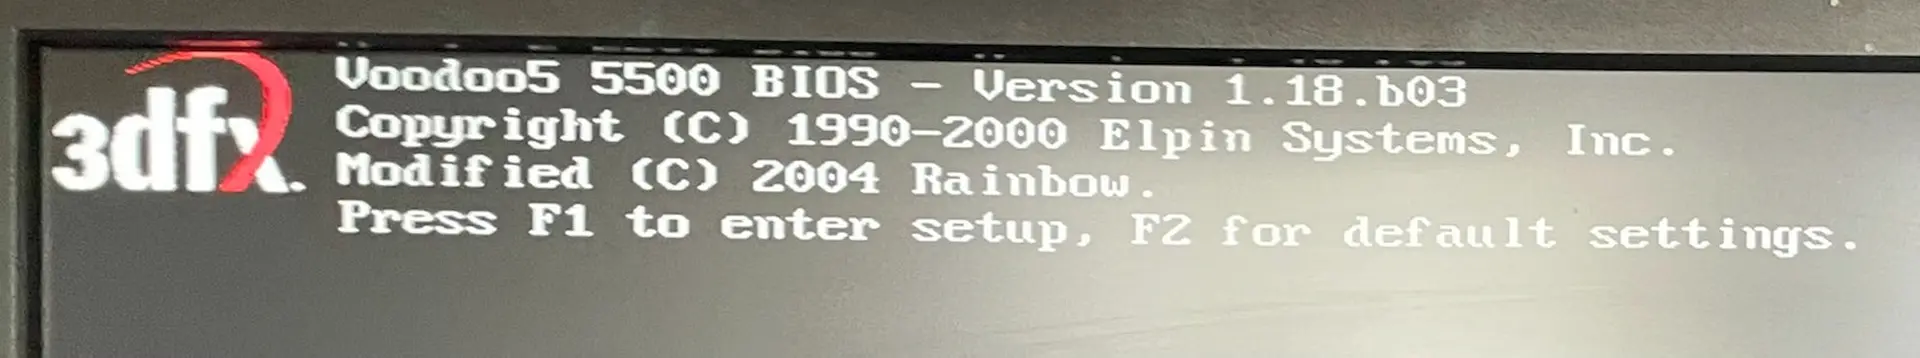 3dfx.
Voodoo5 5500 BIOS – Version 1.18.b03
Copyright (C) 1990–2000 Elpin Systems, Inc.
Modified (C) 2004 Rainbow.
Press F1 to enter setup, F2 for default settings.